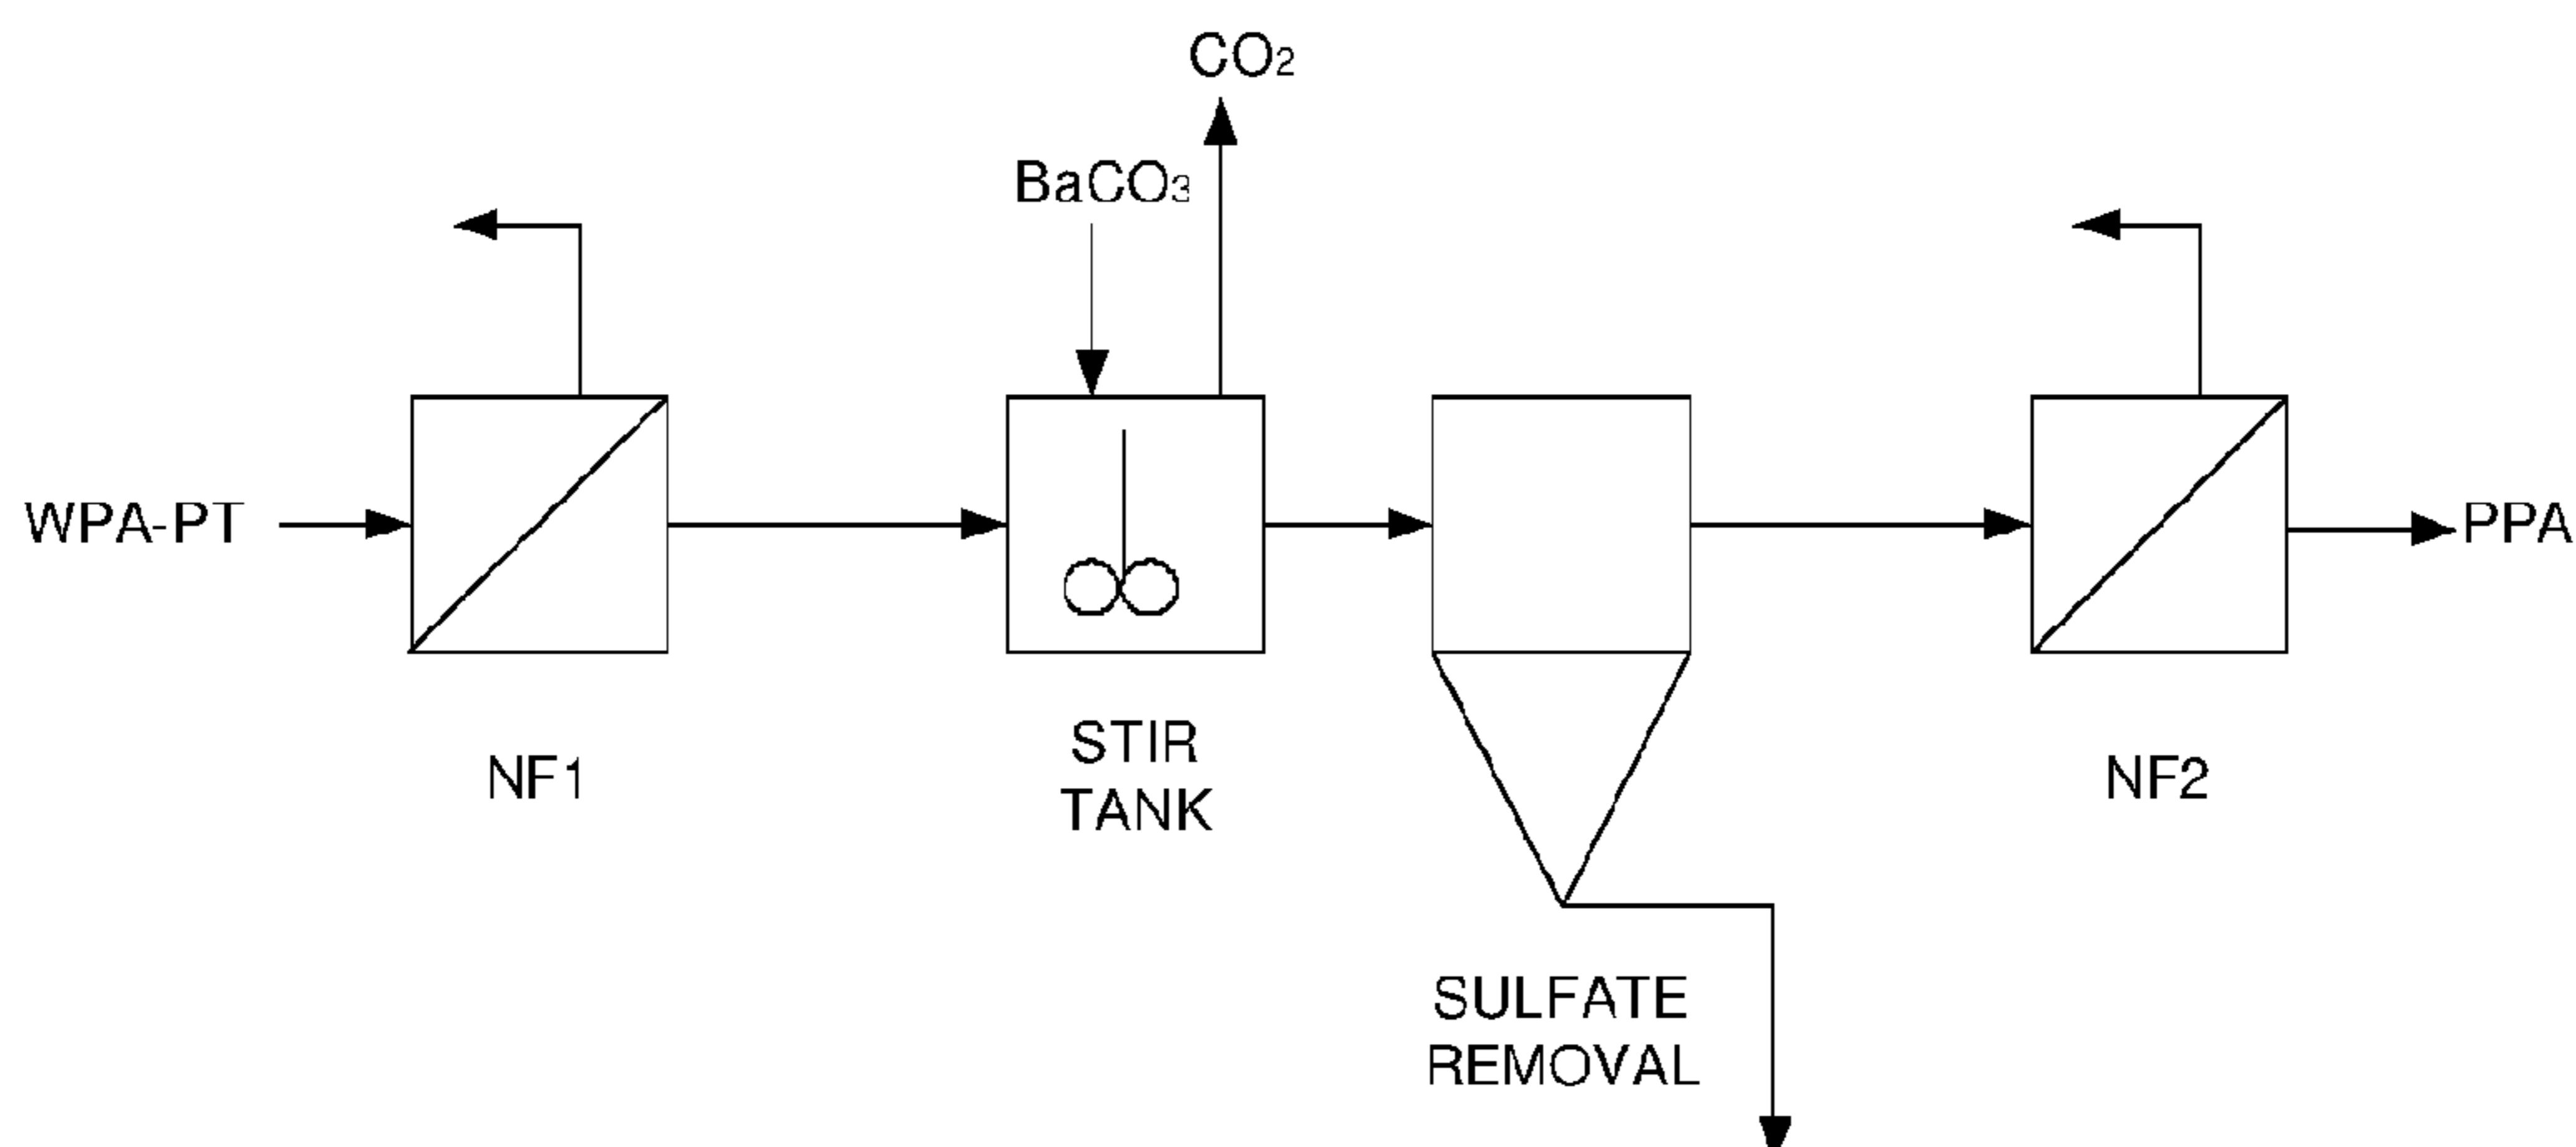 CO2
BaCO3
WPA-PT
PPA
NF1
STIR
TANK
NF2
SULFATE
REMOVAL